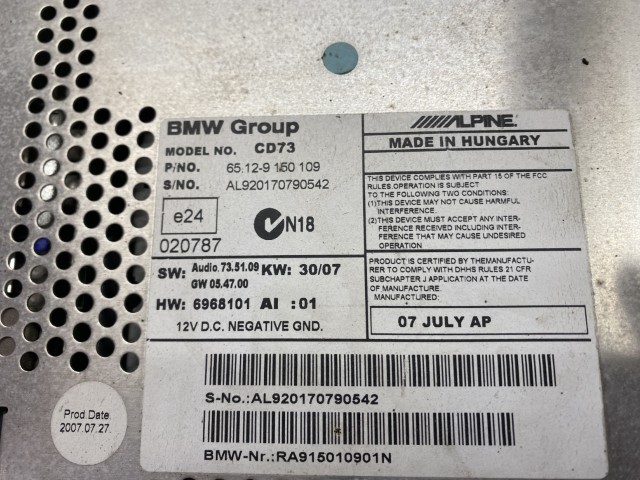 BMW Group
MODEL NO. CD73
P/NO. 65.12-9 150 109
S/NO. AL920170790542
e24
N18
020787
SW: Audio.73.51.09 KW: 30/07
GW 05.47.00
HW: 6968101 AI :01
12V D.C. NEGATIVE GND.
ALPINE
MADE IN HUNGARY
THIS DEVICE COMPLIES WITH PART 15 OF THE FCC
RULES.OPERATION IS SUBJECT
TO THE FOLLOWING TWO CONDITIONS:
(1)THIS DEVICE MAY NOT CAUSE HARMFUL
INTERFERENCE.
(2)THIS DEVICE MUST ACCEPT ANY INTER-
FERENCE RECEIVED INCLUDING INTER-
FERENCE THAT MAY CAUSE UNDESIRED
OPERATION
PRODUCT IS CERTIFIED BY THEMANUFACTU-
RER TO COMPLY WITH DHHS RULES 21 CFR
SUBCHAPTER J APPLICATION AT THE DATE
OF MANUFACTURE.
MANUFACTURED:
07 JULY AP
S-No.:AL920170790542
BMW-Nr.:RA915010901N
Prod.Date.
2007.07.27.